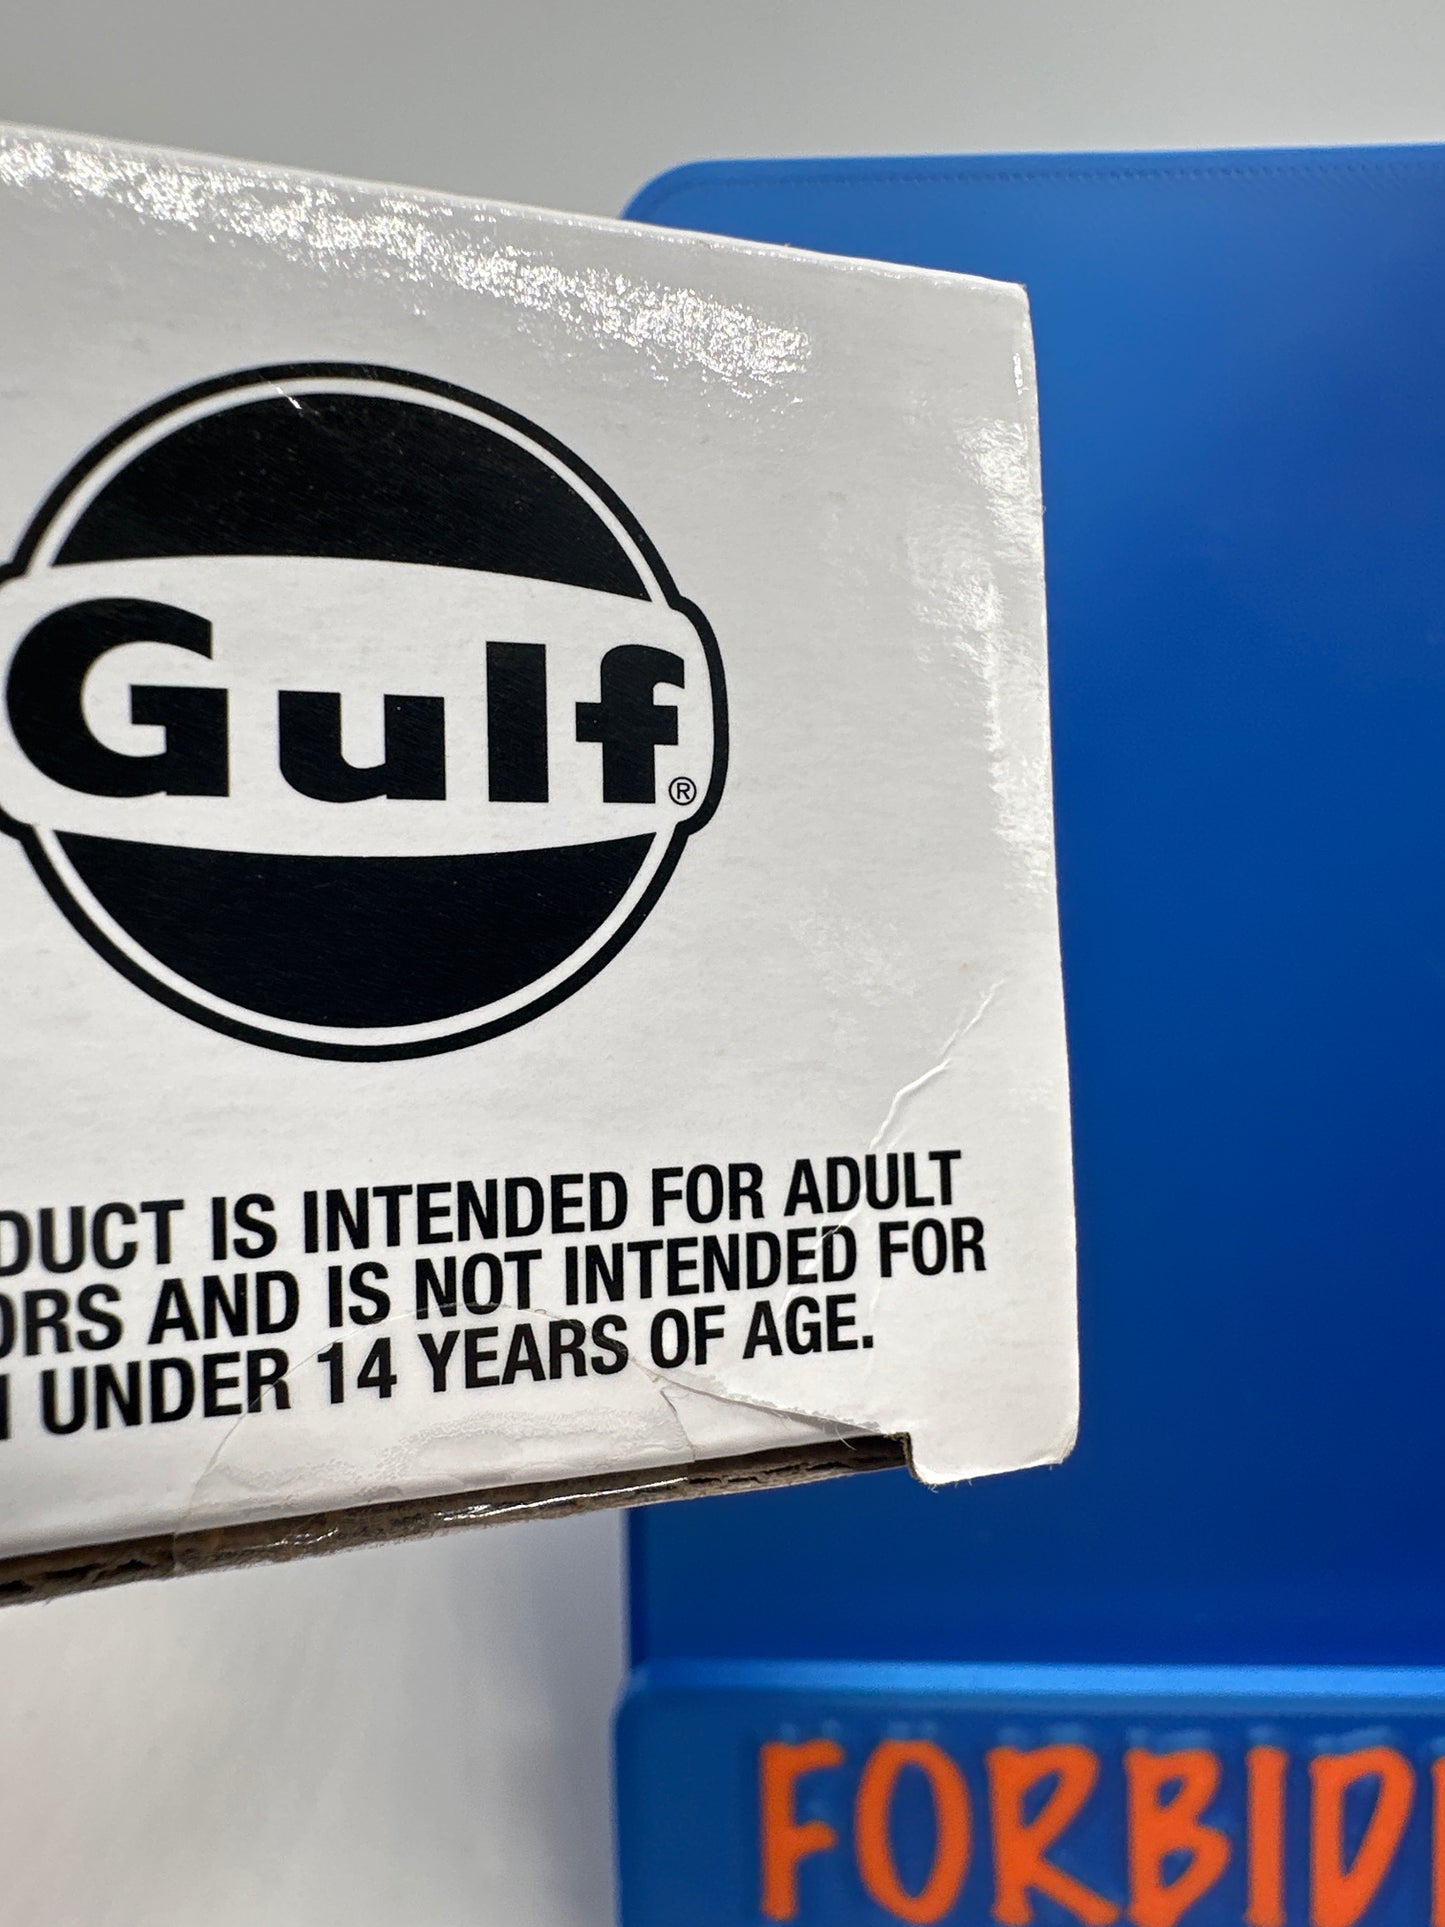 Gulf®
DUCT IS INTENDED FOR ADULT
ORS AND IS NOT INTENDED FOR
UNDER 14 YEARS OF AGE.
FORBID